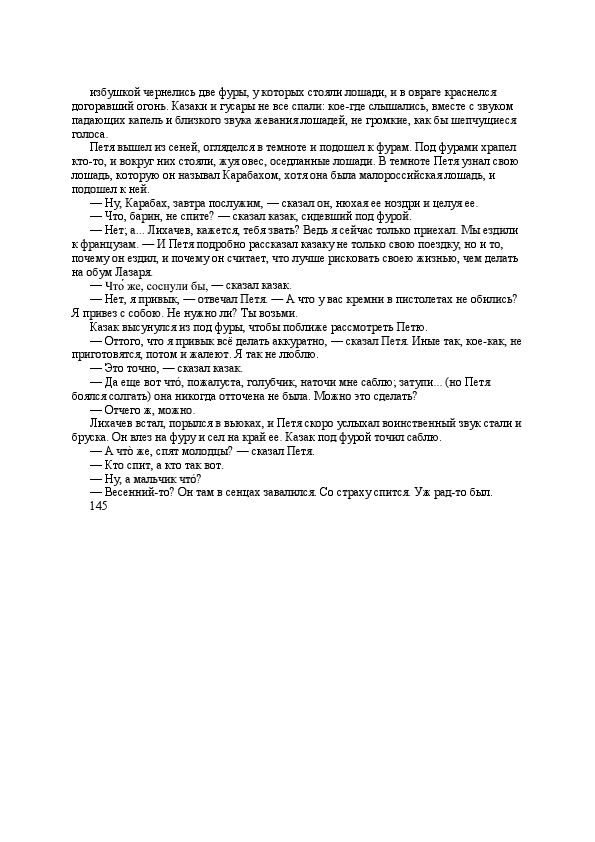 избушкой чернелись две фуры, у которых стояли лошади, и в овраге краснелся
догоравший огонь. Казаки и гусары не все спали: кое-где слышались, вместе с звуком
падающих капель и близкого звука жевания лошадей, не громкие, как бы шепчущиеся
голоса.
Петя вышел из сеней, огляделся в темноте и подошел к фурам. Под фурами храпел
кто-то, и вокруг них стояли, жуя овес, оседланные лошади. В темноте Петя узнал свою
лошадь, которую он называл Карабахом, хотя она была малороссийская лошадь, и
подошел к ней.
— Ну, Карабах, завтра послужим, — сказал он, нюхая ее ноздри и целуя ее.
— Что, барин, не спите? — сказал казак, сидевший под фурой.
— Нет; а... Лихачев, кажется, тебя звать? Ведь я сейчас только приехал. Мы ездили
к французам. — И Петя подробно рассказал казаку не только свою поездку, но и то,
почему он ездил, и почему он считает, что лучше рисковать своею жизнью, чем делать
на обум Лазаря.
— Что́ же, соснули бы, — сказал казак.
— Нет, я привык, — отвечал Петя. — А что у вас кремни в пистолетах не обились?
Я привез с собою. Не нужно ли? Ты возьми.
Казак высунулся из под фуры, чтобы поближе рассмотреть Петю.
— Оттого, что я привык всё делать аккуратно, — сказал Петя. Иные так, кое-как, не
приготовятся, потом и жалеют. Я так не люблю.
— Это точно, — сказал казак.
— Да еще вот что́, пожалуста, голубчик, наточи мне саблю; затупи... (но Петя
боялся солгать) она никогда отточена не была. Можно это сделать?
— Отчего ж, можно.
Лихачев встал, порылся в вьюках, и Петя скоро услыхал воинственный звук стали и
бруска. Он влез на фуру и сел на край ее. Казак под фурой точил саблю.
— А что̀ же, спят молодцы? — сказал Петя.
— Кто спит, а кто так вот.
— Ну, а мальчик что́?
— Весенний-то? Он там в сенцах завалился. Со страху спится. Уж рад-то был.
145